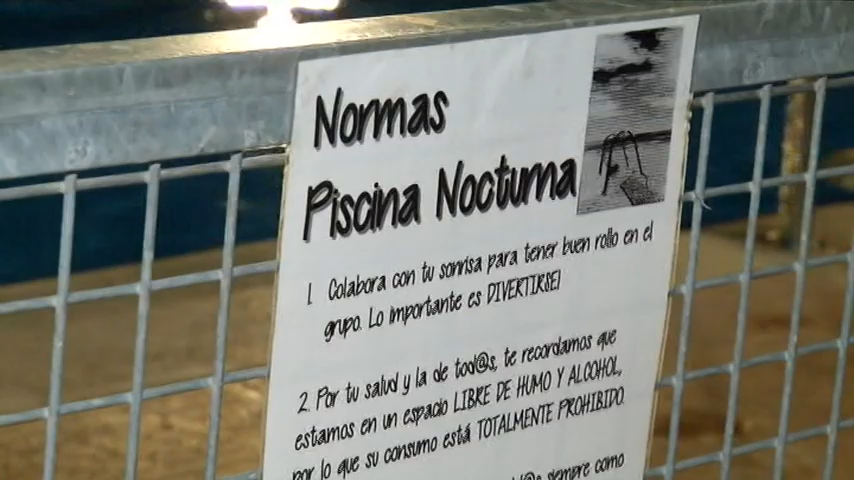 Normas
Piscina Nocturna
1. Colabora con tu sonrisa para tener buen rollo en el
grupo. Lo importante es DIVERTIRSE!
2. Por tu salud y la de tod@s, te recordamos que
estamos en un espacio LIBRE DE HUMO Y ALCOHOL,
por lo que su consumo está TOTALMENTE PROHIBIDO.
siempre como